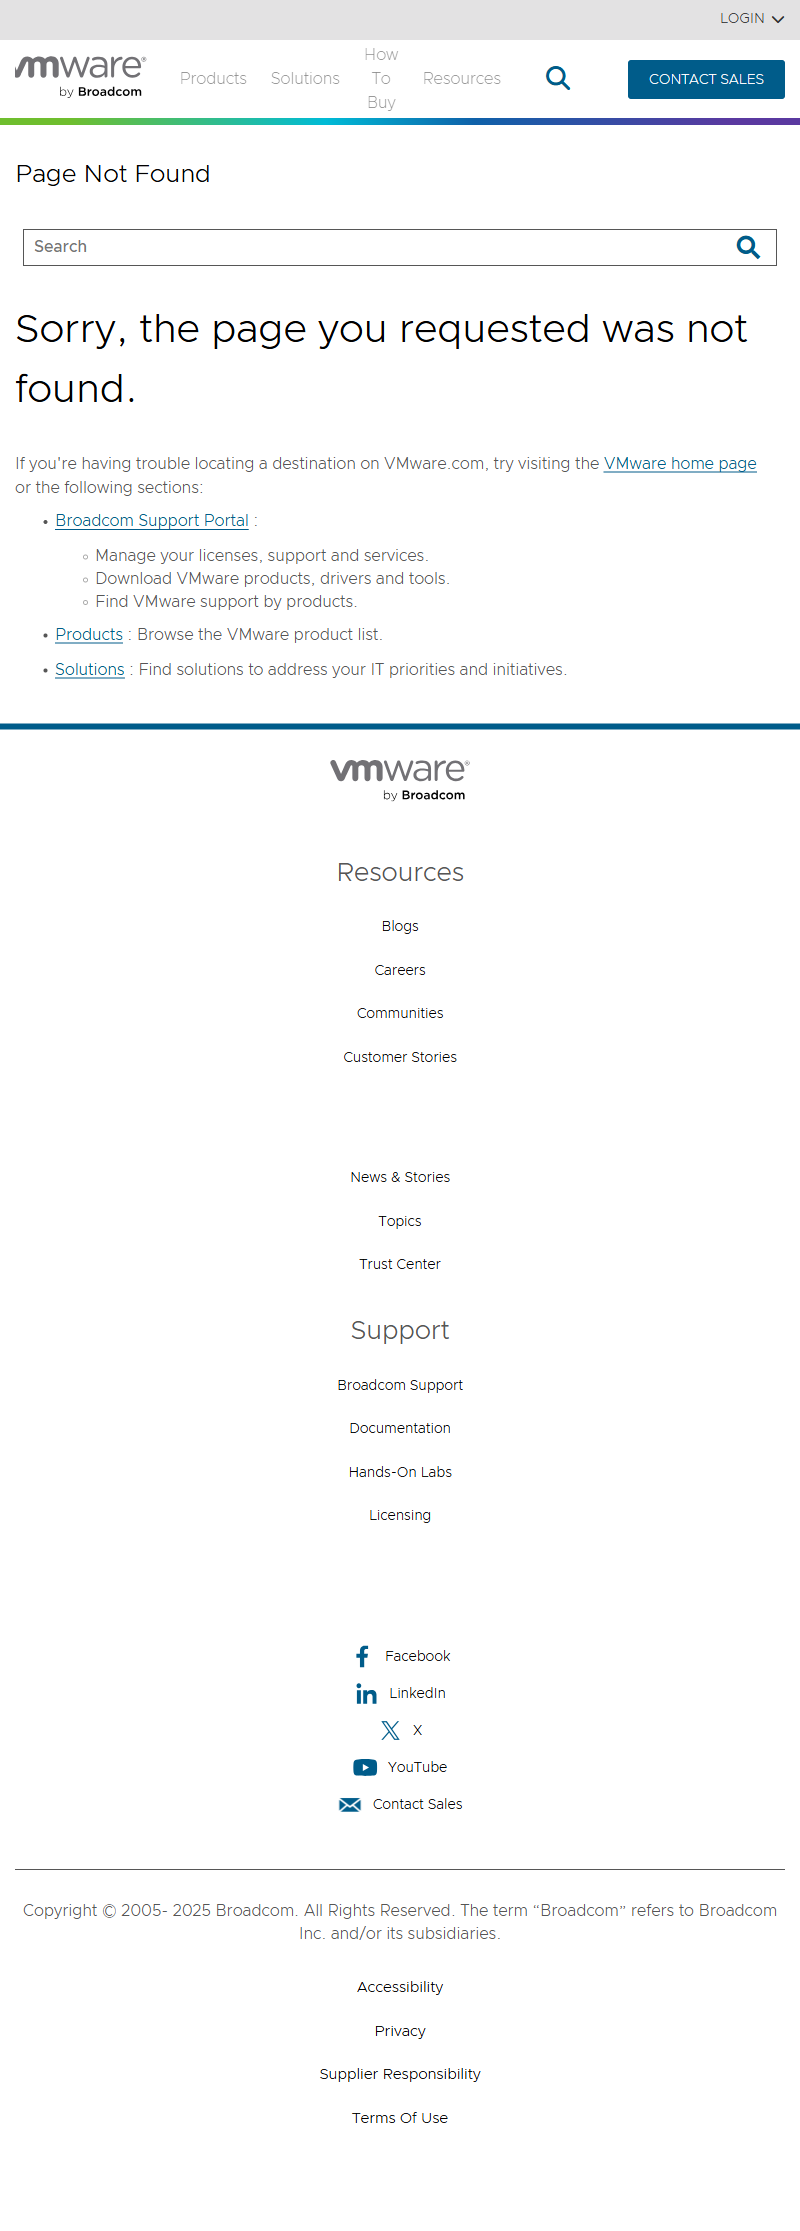 LOGIN
vmware®
by Broadcom
Products
Solutions
How
To
Buy
Resources
CONTACT SALES
Page Not Found
Search
Sorry, the page you requested was not
found.
If you're having trouble locating a destination on VMware.com, try visiting the VMware home page
or the following sections:
• Broadcom Support Portal :
◦ Manage your licenses, support and services.
◦ Download VMware products, drivers and tools.
◦ Find VMware support by products.
• Products : Browse the VMware product list.
• Solutions : Find solutions to address your IT priorities and initiatives.
vmware®
by Broadcom
Resources
Blogs
Careers
Communities
Customer Stories
News & Stories
Topics
Trust Center
Support
Broadcom Support
Documentation
Hands-On Labs
Licensing
Facebook
LinkedIn
X
YouTube
Contact Sales
Copyright © 2005- 2025 Broadcom. All Rights Reserved. The term “Broadcom” refers to Broadcom
Inc. and/or its subsidiaries.
Accessibility
Privacy
Supplier Responsibility
Terms Of Use